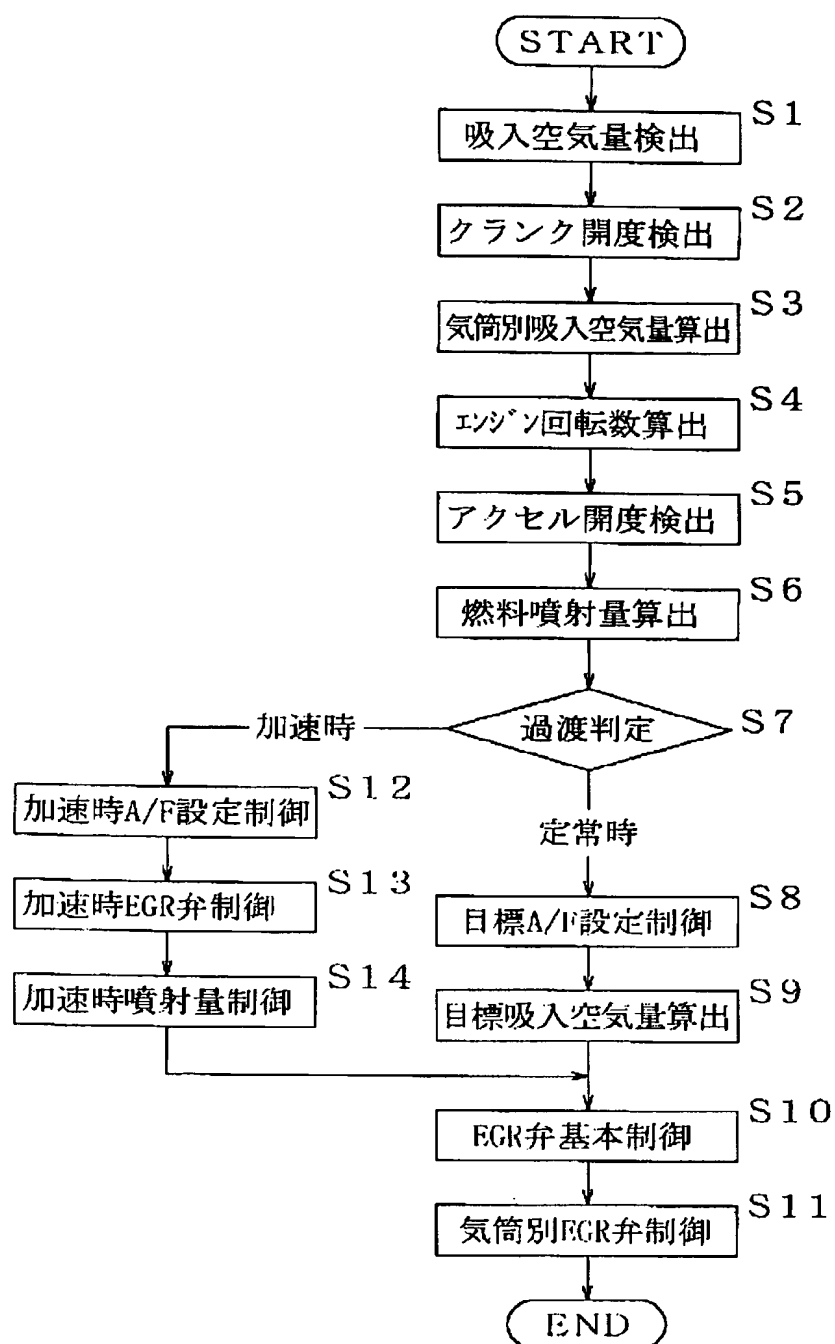 START
S1
吸入空気量検出
S2
クランク開度検出
S3
気筒別吸入空気量算出
S4
エンジン回転数算出
S5
アクセル開度検出
S6
燃料噴射量算出
過渡判定
S7
加速時
定常時
S12
加速時A/F設定制御
S13
加速時EGR弁制御
S14
加速時噴射量制御
S8
目標A/F設定制御
S9
目標吸入空気量算出
S10
EGR弁基本制御
S11
気筒別EGR弁制御
END